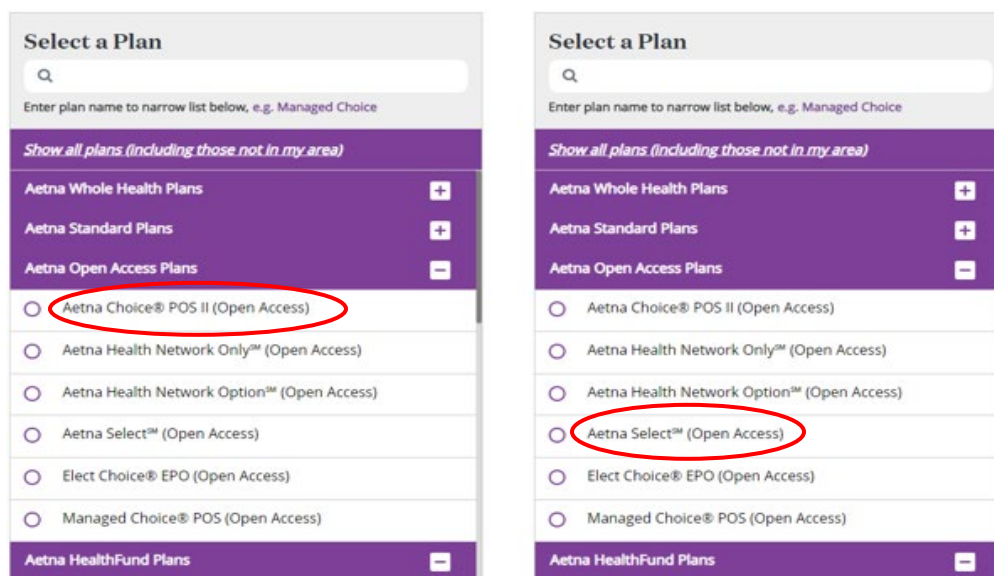 Select a Plan
Enter plan name to narrow list below, e.g. Managed Choice
Show all plans (including those not in my area)
Aetna Whole Health Plans
Aetna Standard Plans
Aetna Open Access Plans
Aetna Choice® POS II (Open Access)
Aetna Health Network Only℠ (Open Access)
Aetna Health Network Option℠ (Open Access)
Aetna Select℠ (Open Access)
Elect Choice® EPO (Open Access)
Managed Choice® POS (Open Access)
Aetna HealthFund Plans
Select a Plan
Enter plan name to narrow list below, e.g. Managed Choice
Show all plans (including those not in my area)
Aetna Whole Health Plans
Aetna Standard Plans
Aetna Open Access Plans
Aetna Choice® POS II (Open Access)
Aetna Health Network Only℠ (Open Access)
Aetna Health Network Option℠ (Open Access)
Aetna Select℠ (Open Access)
Elect Choice® EPO (Open Access)
Managed Choice® POS (Open Access)
Aetna HealthFund Plans